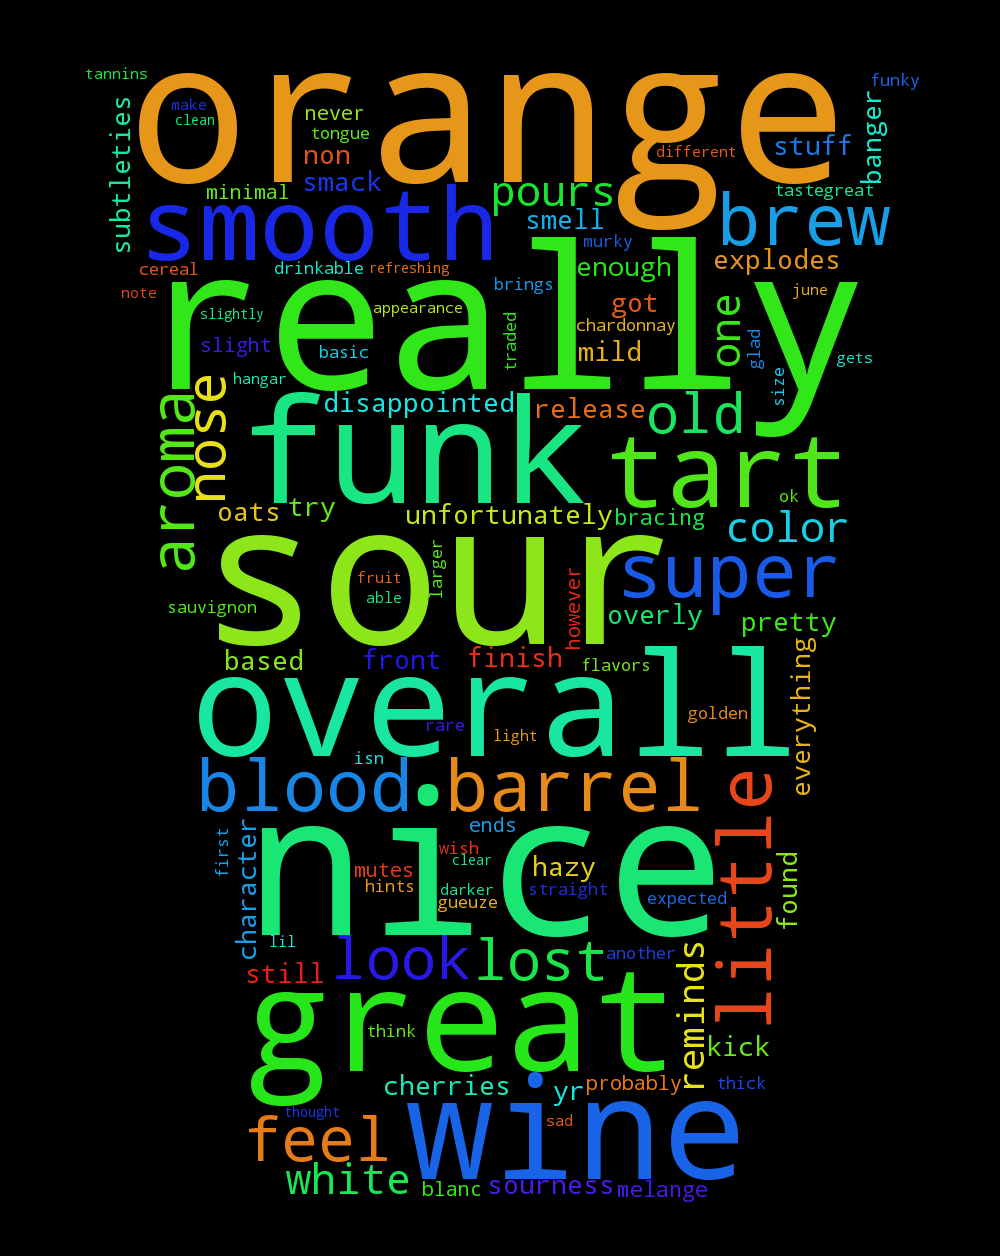 orange
tannins
funky
make
clean
never
tongue
non
smack
minimal
subtleties
different
stuff
banger
tastegreat
pours
smell
smooth
brew
murky
explodes
enough
cereal
drinkable
refreshing
note
brings
june
really
slightly
appearance
got
chardonnay
one
slight
basic
traded
mild
glad
gets
hangar
size
nose
aroma
disappointed
release
old
funk
tart
ok
oats
try
unfortunately
bracing
color
sour
super
larger
fruit
able
however
sauvignon
overly
pretty
based
front
finish
flavors
everything
overall
rare
golden
light
isn
blood
barrel
little
nice
first
character
ends
wish
clear
mutes
hints
darker
gueuze
hazy
straight
expected
found
lil
look
lost
another
still
reminds
great
think
kick
cherries
yr
probably
thick
wine
thought
sad
feel
white
blanc
sourness
melange